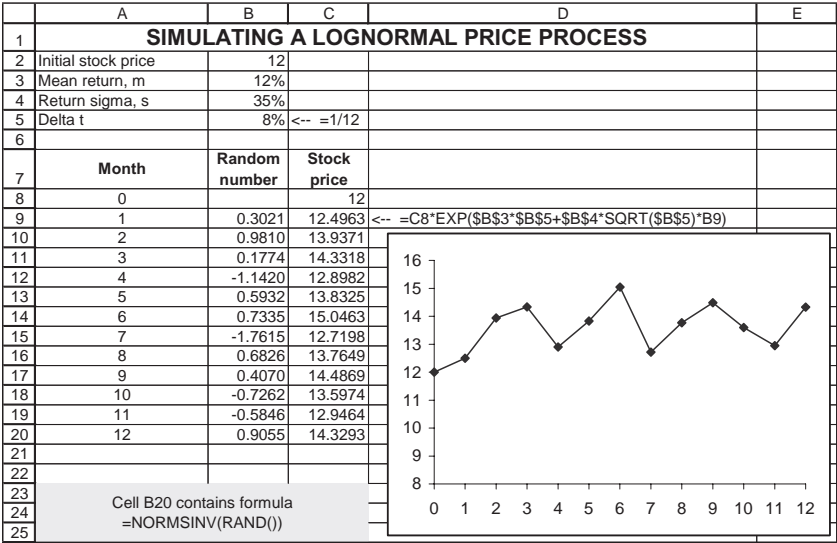 A B C D E
1 SIMULATING A LOGNORMAL PRICE PROCESS
2 Initial stock price 12
3 Mean return, m 12%
4 Return sigma, s 35%
5 Delta t 8% <-- =1/12
6
7 Month Random number Stock price
8 0 12
9 1 0.3021 12.4963 <-- =C8*EXP($B$3*$B$5+$B$4*SQRT($B$5)*B9)
10 2 0.9810 13.9371
11 3 0.1774 14.3318
12 4 -1.1420 12.8982
13 5 0.5932 13.8325
14 6 0.7335 15.0463
15 7 -1.7615 12.7198
16 8 0.6826 13.7649
17 9 0.4070 14.4869
18 10 -0.7262 13.5974
19 11 -0.5846 12.9464
20 12 0.9055 14.3293
21
22
23
24
25
Cell B20 contains formula
=NORMSINV(RAND())
16
15
14
13
12
11
10
9
8
0 1 2 3 4 5 6 7 8 9 10 11 12